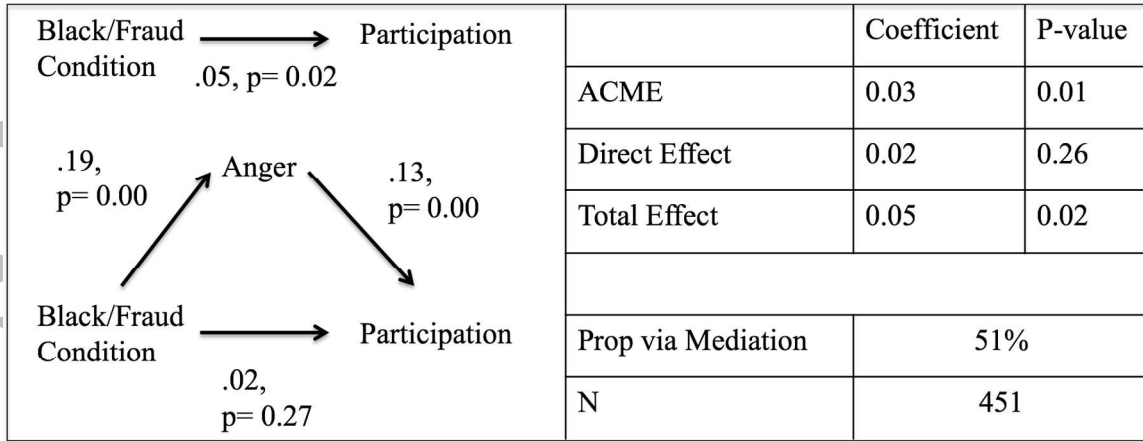 Black/Fraud
Condition
Participation
.05, p= 0.02
.19,
p= 0.00
Anger
.13,
p= 0.00
Black/Fraud
Condition
Participation
.02,
p= 0.27
Coefficient P-value
ACME 0.03 0.01
Direct Effect 0.02 0.26
Total Effect 0.05 0.02
Prop via Mediation 51%
N 451